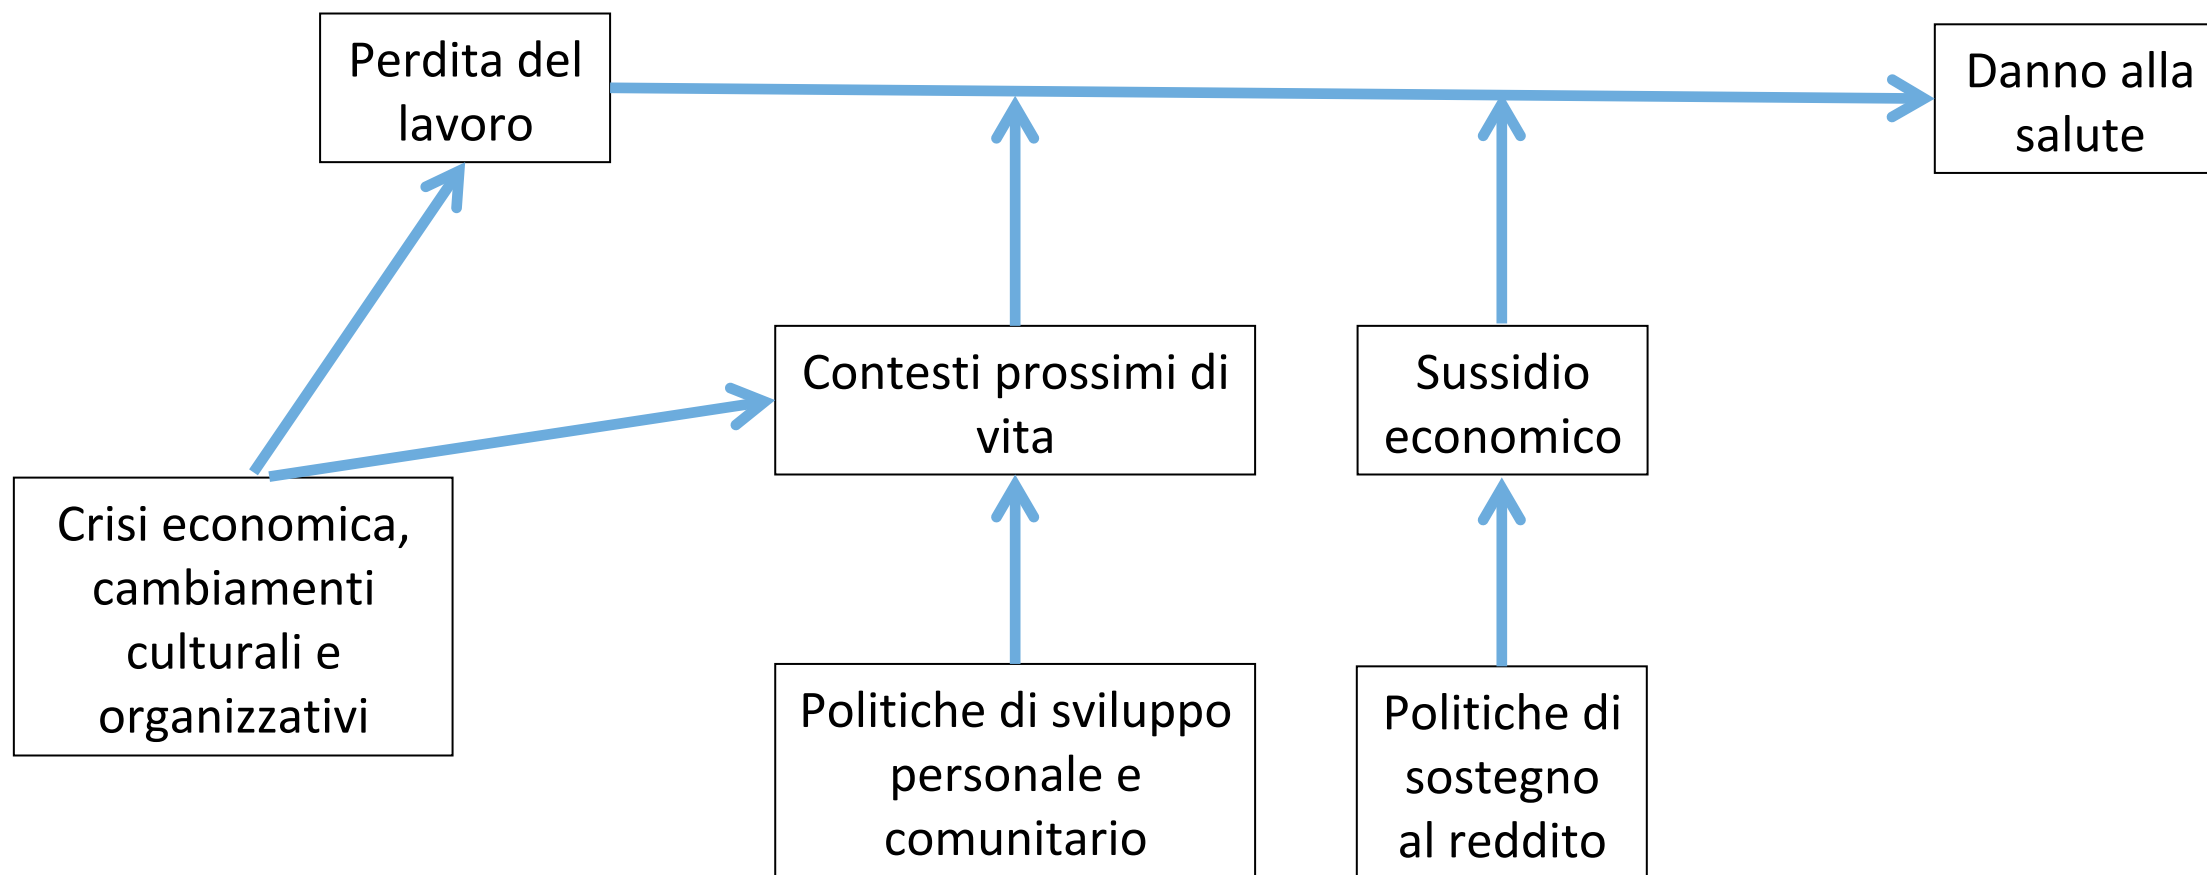 Perdita del
lavoro
Danno alla
salute
Contesti prossimi di
vita
Sussidio
economico
Crisi economica,
cambiamenti
culturali e
organizzativi
Politiche di sviluppo
personale e
comunitario
Politiche di
sostegno
al reddito